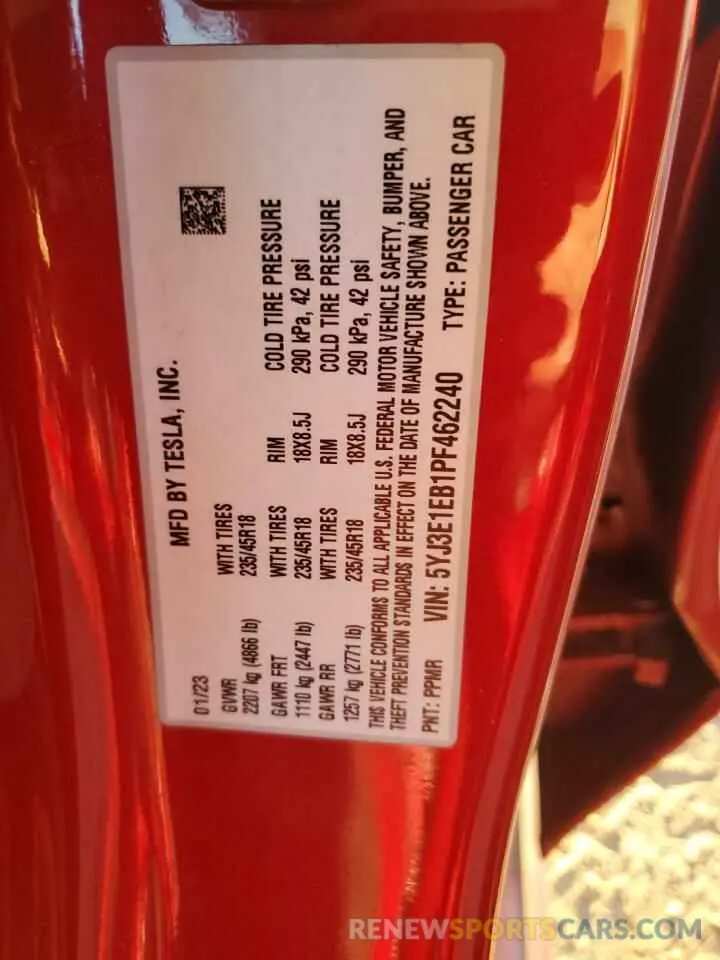 MFD BY TESLA, INC.
01/23
GVWR WITH TIRES
2207 kg (4866 lb) 235/45R18
GAWR FRT WITH TIRES RIM COLD TIRE PRESSURE
1110 kg (2447 lb) 235/45R18 18X8.5J 290 kPa, 42 psi
GAWR RR WITH TIRES RIM COLD TIRE PRESSURE
1257 kg (2771 lb) 235/45R18 18X8.5J 290 kPa, 42 psi
THIS VEHICLE CONFORMS TO ALL APPLICABLE U.S. FEDERAL MOTOR VEHICLE SAFETY, BUMPER, AND
THEFT PREVENTION STANDARDS IN EFFECT ON THE DATE OF MANUFACTURE SHOWN ABOVE.
PNT: PPMR VIN: 5YJ3E1EB1PF462240 TYPE: PASSENGER CAR
RENEWSPORTSCARS.COM